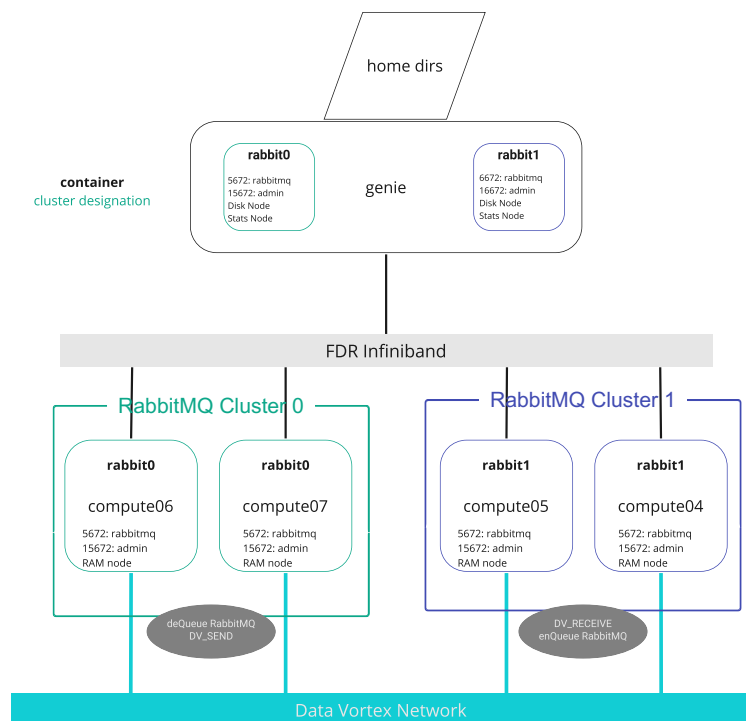 home dirs
rabbit0
5672: rabbitmq
15672: admin
Disk Node
Stats Node
genie
rabbit1
6672: rabbitmq
16672: admin
Disk Node
Stats Node
container
cluster designation
FDR Infiniband
RabbitMQ Cluster 0
RabbitMQ Cluster 1
rabbit0
compute06
5672: rabbitmq
15672: admin
RAM node
rabbit0
compute07
5672: rabbitmq
15672: admin
RAM node
rabbit1
compute05
5672: rabbitmq
15672: admin
RAM node
rabbit1
compute04
5672: rabbitmq
15672: admin
RAM node
deQueue RabbitMQ
DV_SEND
DV_RECEIVE
enQueue RabbitMQ
Data Vortex Network